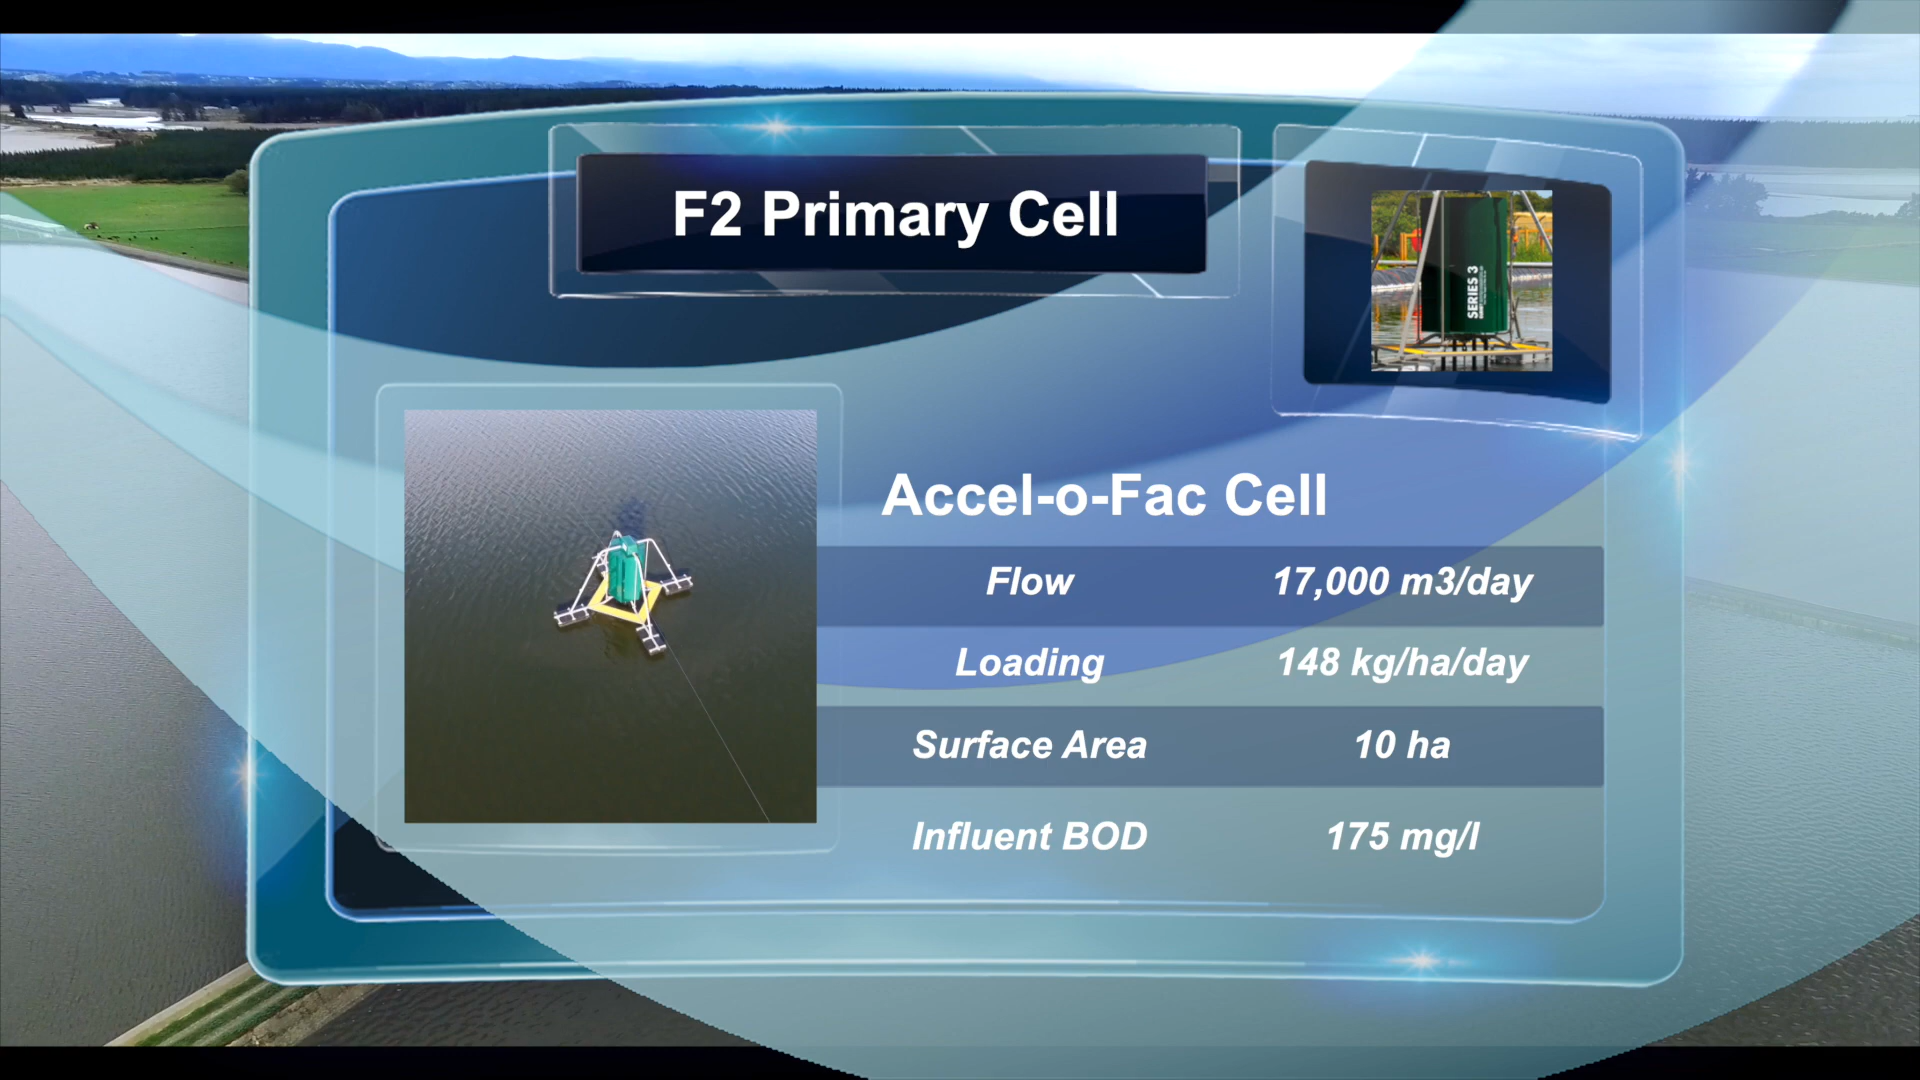 F2 Primary Cell
SERIES 3
Accel-o-Fac Cell
Flow 17,000 m3/day
Loading 148 kg/ha/day
Surface Area 10 ha
Influent BOD 175 mg/l